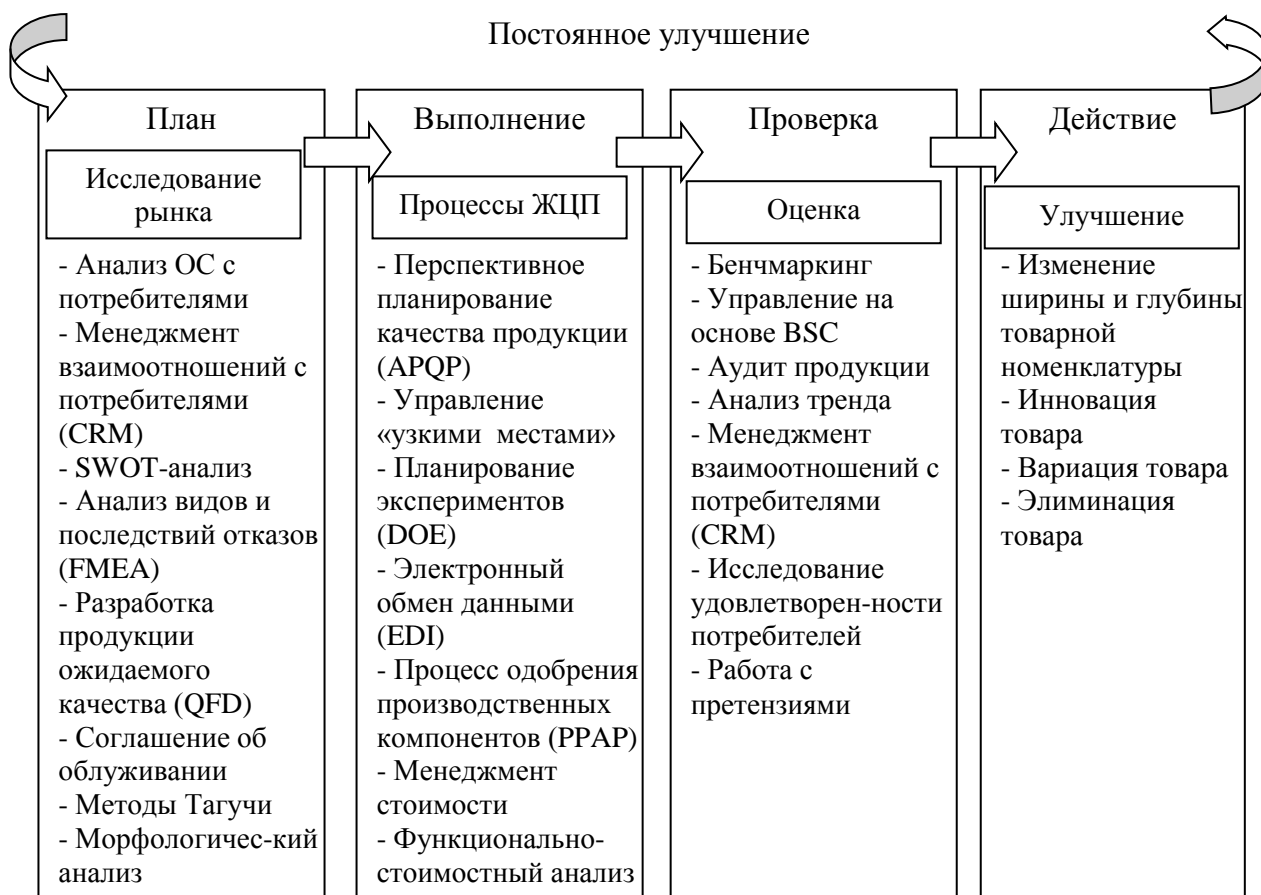 Постоянное улучшение
План
Исследование
рынка
- Анализ ОС с
потребителями
- Менеджмент
взаимоотношений с
потребителями
(CRM)
- SWOT-анализ
- Анализ видов и
последствий отказов
(FMEA)
- Разработка
продукции
ожидаемого
качества (QFD)
- Соглашение об
облуживании
- Методы Тагучи
- Морфологичес-кий
анализ
Выполнение
Процессы ЖЦП
- Перспективное
планирование
качества продукции
(APQP)
- Управление
«узкими местами»
- Планирование
экспериментов
(DOE)
- Электронный
обмен данными
(EDI)
- Процесс одобрения
производственных
компонентов (PPAP)
- Менеджмент
стоимости
- Функционально-
стоимостный анализ
Проверка
Оценка
- Бенчмаркинг
- Управление на
основе BSC
- Аудит продукции
- Анализ тренда
- Менеджмент
взаимоотношений с
потребителями
(CRM)
- Исследование
удовлетворен-ности
потребителей
- Работа с
претензиями
Действие
Улучшение
- Изменение
ширины и глубины
товарной
номенклатуры
- Инновация
товара
- Вариация товара
- Элиминация
товара